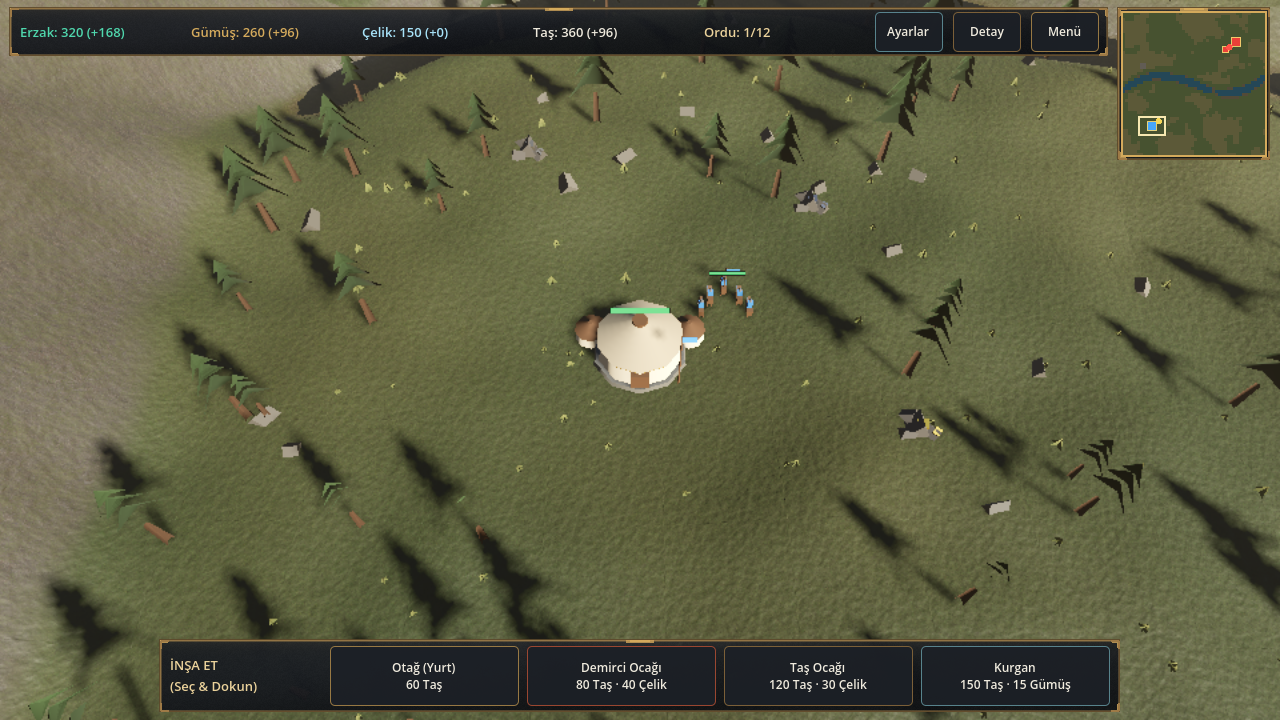 Erzak: 320 (+168) Gümüş: 260 (+96) Çelik: 150 (+0) Taş: 360 (+96) Ordu: 1/12 Ayarlar Detay Menü
İNŞA ET
(Seç & Dokun)
Otağ (Yurt)
60 Taş
Demirci Ocağı
80 Taş · 40 Çelik
Taş Ocağı
120 Taş · 30 Çelik
Kurgan
150 Taş · 15 Gümüş